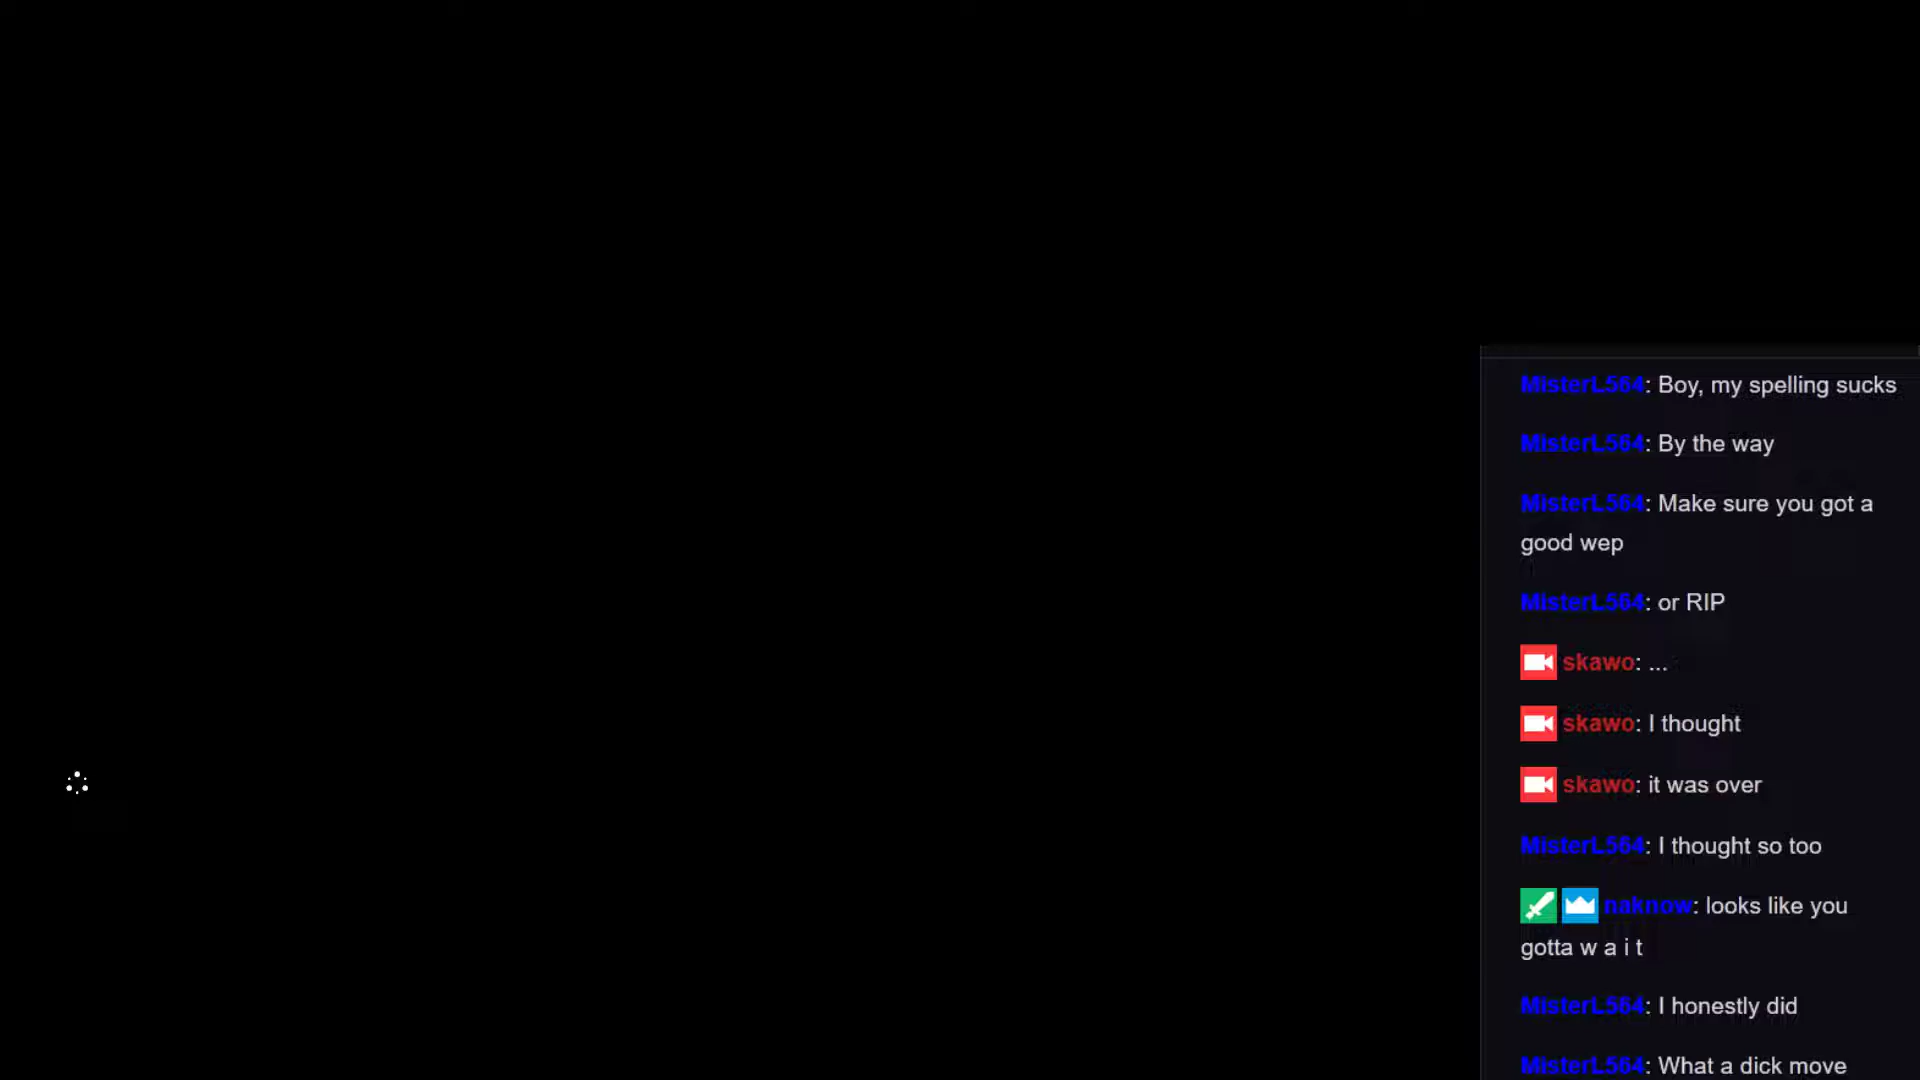 MisterL564: Boy, my spelling sucks
MisterL564: By the way
MisterL564: Make sure you got a
good wep
MisterL564: or RIP
skawo: ...
skawo: I thought
skawo: it was over
MisterL564: I thought so too
naknow: looks like you
gotta w a i t
MisterL564: I honestly did
MisterL564: What a dick move